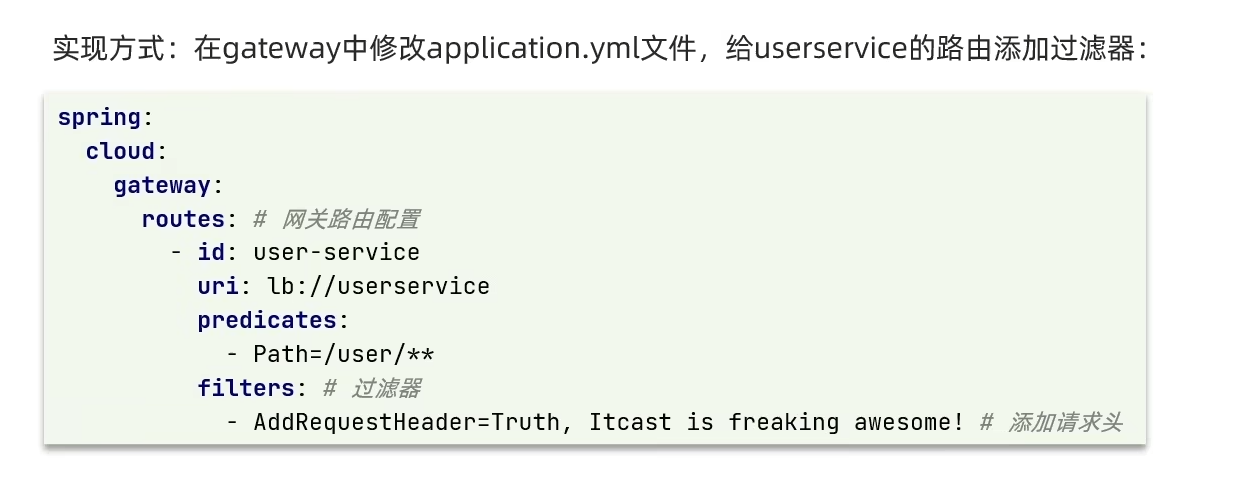 实现方式：在gateway中修改application.yml文件，给userservice的路由添加过滤器：
spring:
  cloud:
    gateway:
      routes: # 网关路由配置
        - id: user-service
          uri: lb://userservice
          predicates:
            - Path=/user/**
          filters: # 过滤器
            - AddRequestHeader=Truth, Itcast is freaking awesome! # 添加请求头